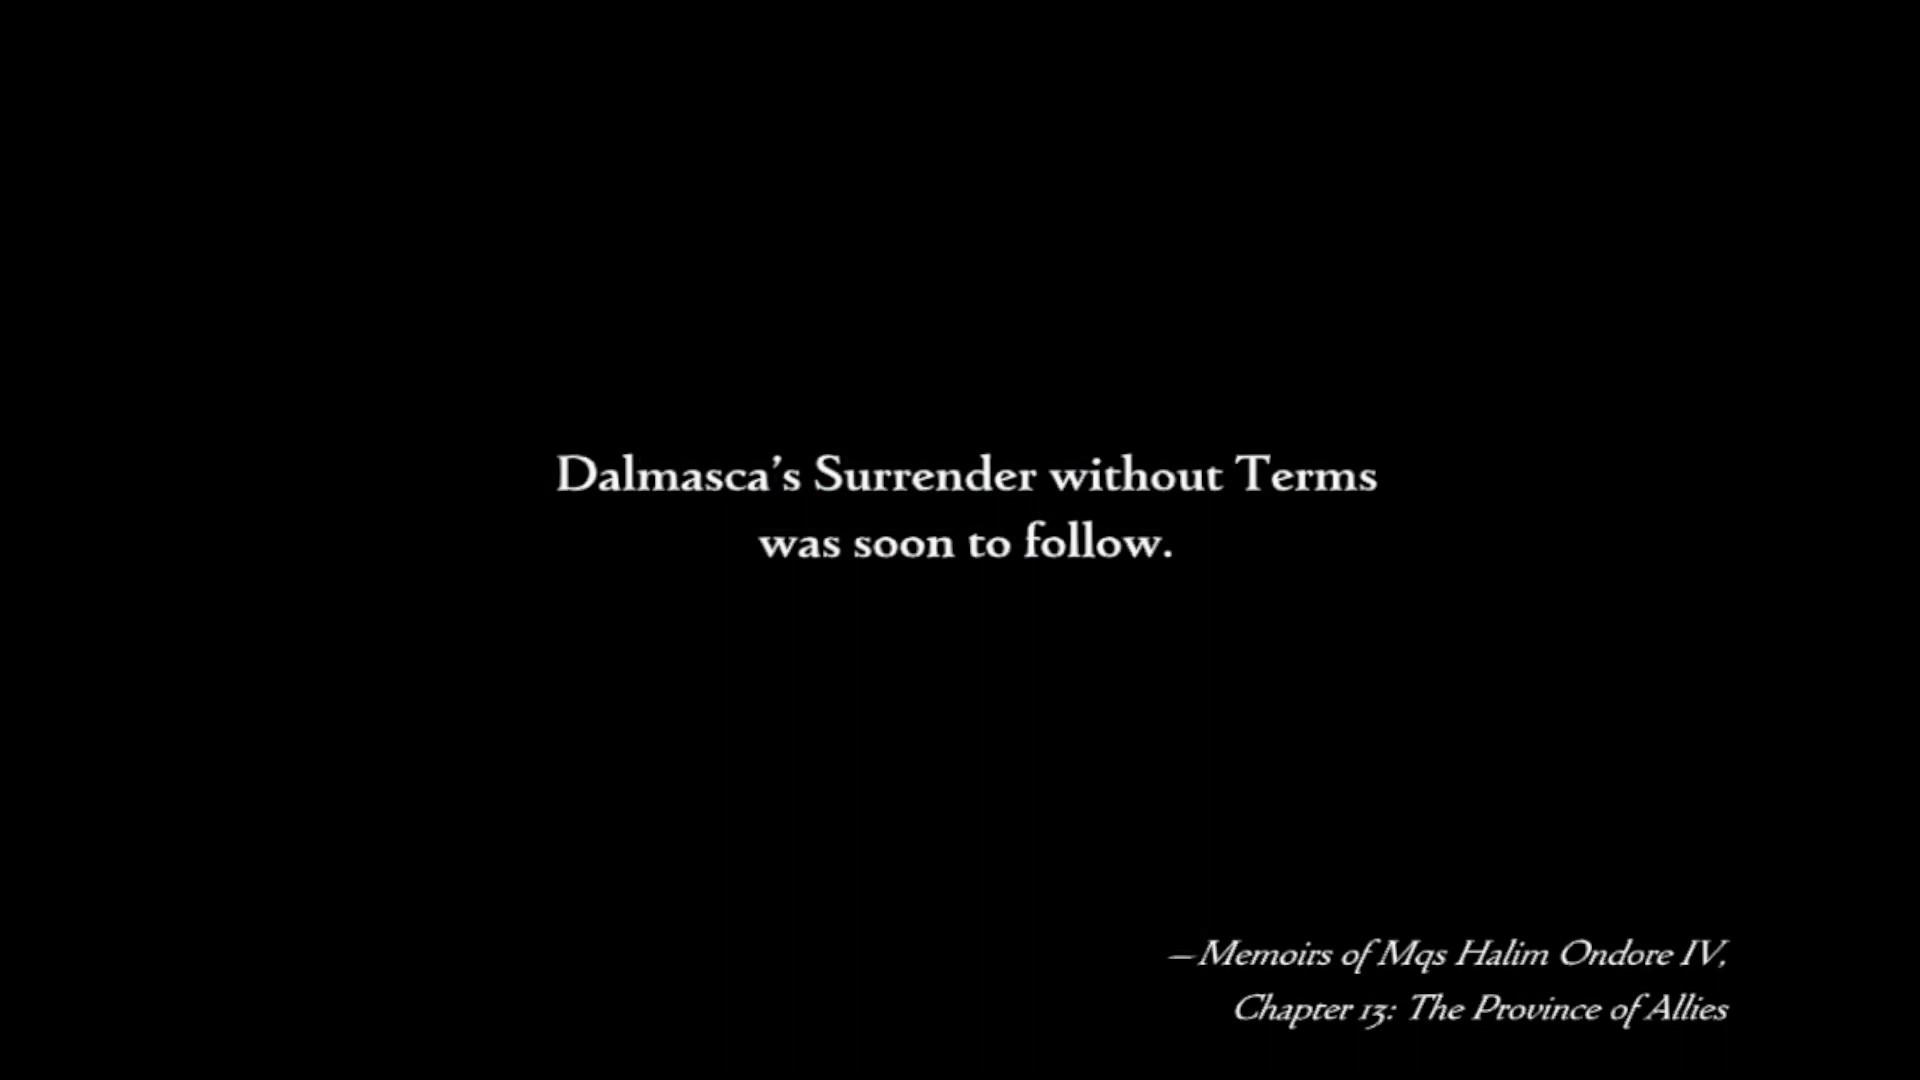 Dalmasca’s Surrender without Terms
was soon to follow.
—Memoirs of Mqs Halim Ondore IV,
Chapter 13: The Province of Allies